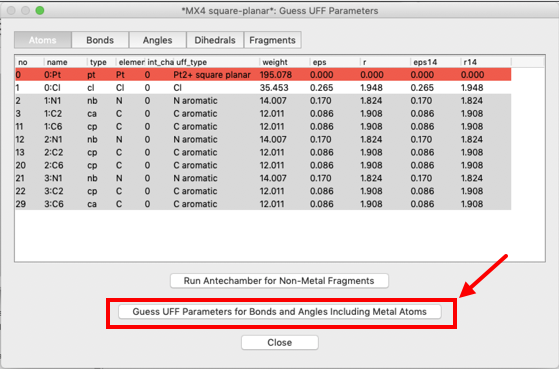 *MX4 square-planar*: Guess UFF Parameters
Atoms Bonds Angles Dihedrals Fragments
no name type elemen int_cha uff_type weight eps r eps14 r14
0 0:Pt pt Pt 0 Pt2+ square planar 195.078 0.000 0.000 0.000 0.000
1 0:Cl cl Cl 0 Cl 35.453 0.265 1.948 0.265 1.948
2 1:N1 nb N 0 N aromatic 14.007 0.170 1.824 0.170 1.824
3 1:C2 ca C 0 C aromatic 12.011 0.086 1.908 0.086 1.908
11 1:C6 cp C 0 C aromatic 12.011 0.086 1.908 0.086 1.908
12 2:N1 nb N 0 N aromatic 14.007 0.170 1.824 0.170 1.824
13 2:C2 cp C 0 C aromatic 12.011 0.086 1.908 0.086 1.908
20 2:C6 cp C 0 C aromatic 12.011 0.086 1.908 0.086 1.908
21 3:N1 nb N 0 N aromatic 14.007 0.170 1.824 0.170 1.824
22 3:C2 cp C 0 C aromatic 12.011 0.086 1.908 0.086 1.908
29 3:C6 ca C 0 C aromatic 12.011 0.086 1.908 0.086 1.908
Run Antechamber for Non-Metal Fragments
Guess UFF Parameters for Bonds and Angles Including Metal Atoms
Close